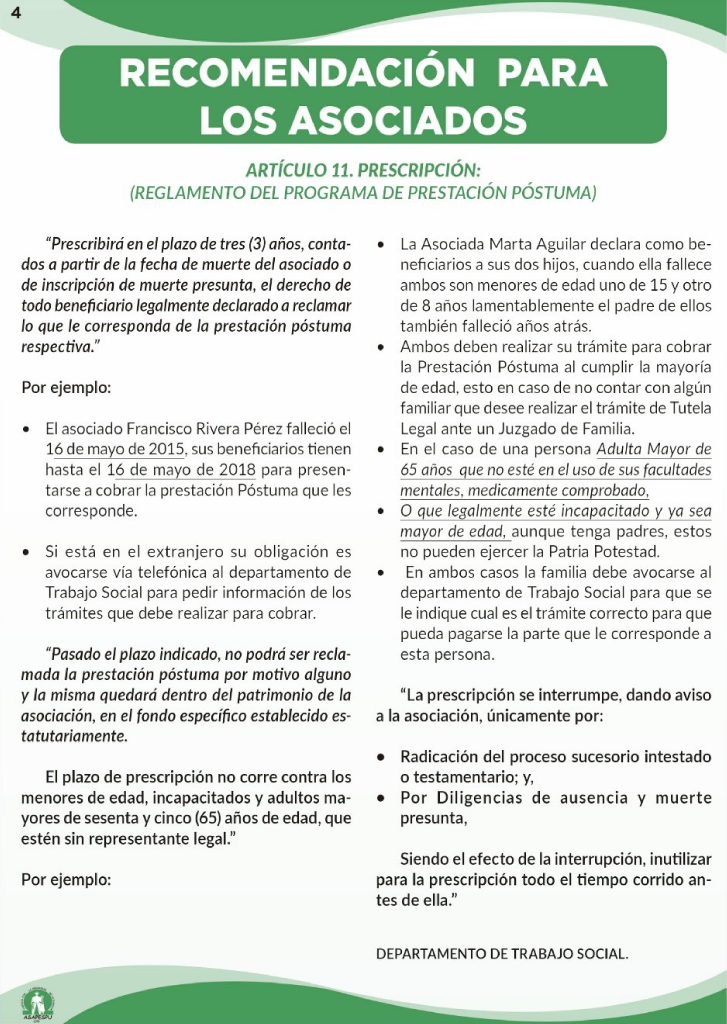 4
RECOMENDACIÓN PARA
LOS ASOCIADOS
ARTÍCULO 11. PRESCRIPCIÓN:
(REGLAMENTO DEL PROGRAMA DE PRESTACIÓN PÓSTUMA)
“Prescribirá en el plazo de tres (3) años, conta-
dos a partir de la fecha de muerte del asociado o
de inscripción de muerte presunta, el derecho de
todo beneficiario legalmente declarado a reclamar
lo que le corresponda de la prestación póstuma
respectiva.”
Por ejemplo:
• El asociado Francisco Rivera Pérez falleció el
16 de mayo de 2015, sus beneficiarios tienen
hasta el 16 de mayo de 2018 para presen-
tarse a cobrar la prestación Póstuma que les
corresponde.
• Si está en el extranjero su obligación es
avocarse vía telefónica al departamento de
Trabajo Social para pedir información de los
trámites que debe realizar para cobrar.
“Pasado el plazo indicado, no podrá ser recla-
mada la prestación póstuma por motivo alguno
y la misma quedará dentro del patrimonio de la
asociación, en el fondo específico establecido es-
tatutariamente.
El plazo de prescripción no corre contra los
menores de edad, incapacitados y adultos ma-
yores de sesenta y cinco (65) años de edad, que
estén sin representante legal.”
Por ejemplo:
• La Asociada Marta Aguilar declara como be-
neficiarios a sus dos hijos, cuando ella fallece
ambos son menores de edad uno de 15 y otro
de 8 años lamentablemente el padre de ellos
también falleció años atrás.
• Ambos deben realizar su trámite para cobrar
la Prestación Póstuma al cumplir la mayoría
de edad, esto en caso de no contar con algún
familiar que desee realizar el trámite de Tutela
Legal ante un Juzgado de Familia.
• En el caso de una persona Adulta Mayor de
65 años que no esté en el uso de sus facultades
mentales, medicamente comprobado,
• O que legalmente esté incapacitado y ya sea
mayor de edad, aunque tenga padres, estos
no pueden ejercer la Patria Potestad.
• En ambos casos la familia debe avocarse al
departamento de Trabajo Social para que se
le indique cual es el trámite correcto para que
pueda pagarse la parte que le corresponde a
esta persona.
“La prescripción se interrumpe, dando aviso
a la asociación, únicamente por:
• Radicación del proceso sucesorio intestado
o testamentario; y,
• Por Diligencias de ausencia y muerte
presunta,
Siendo el efecto de la interrupción, inutilizar
para la prescripción todo el tiempo corrido an-
tes de ella.”
DEPARTAMENTO DE TRABAJO SOCIAL.